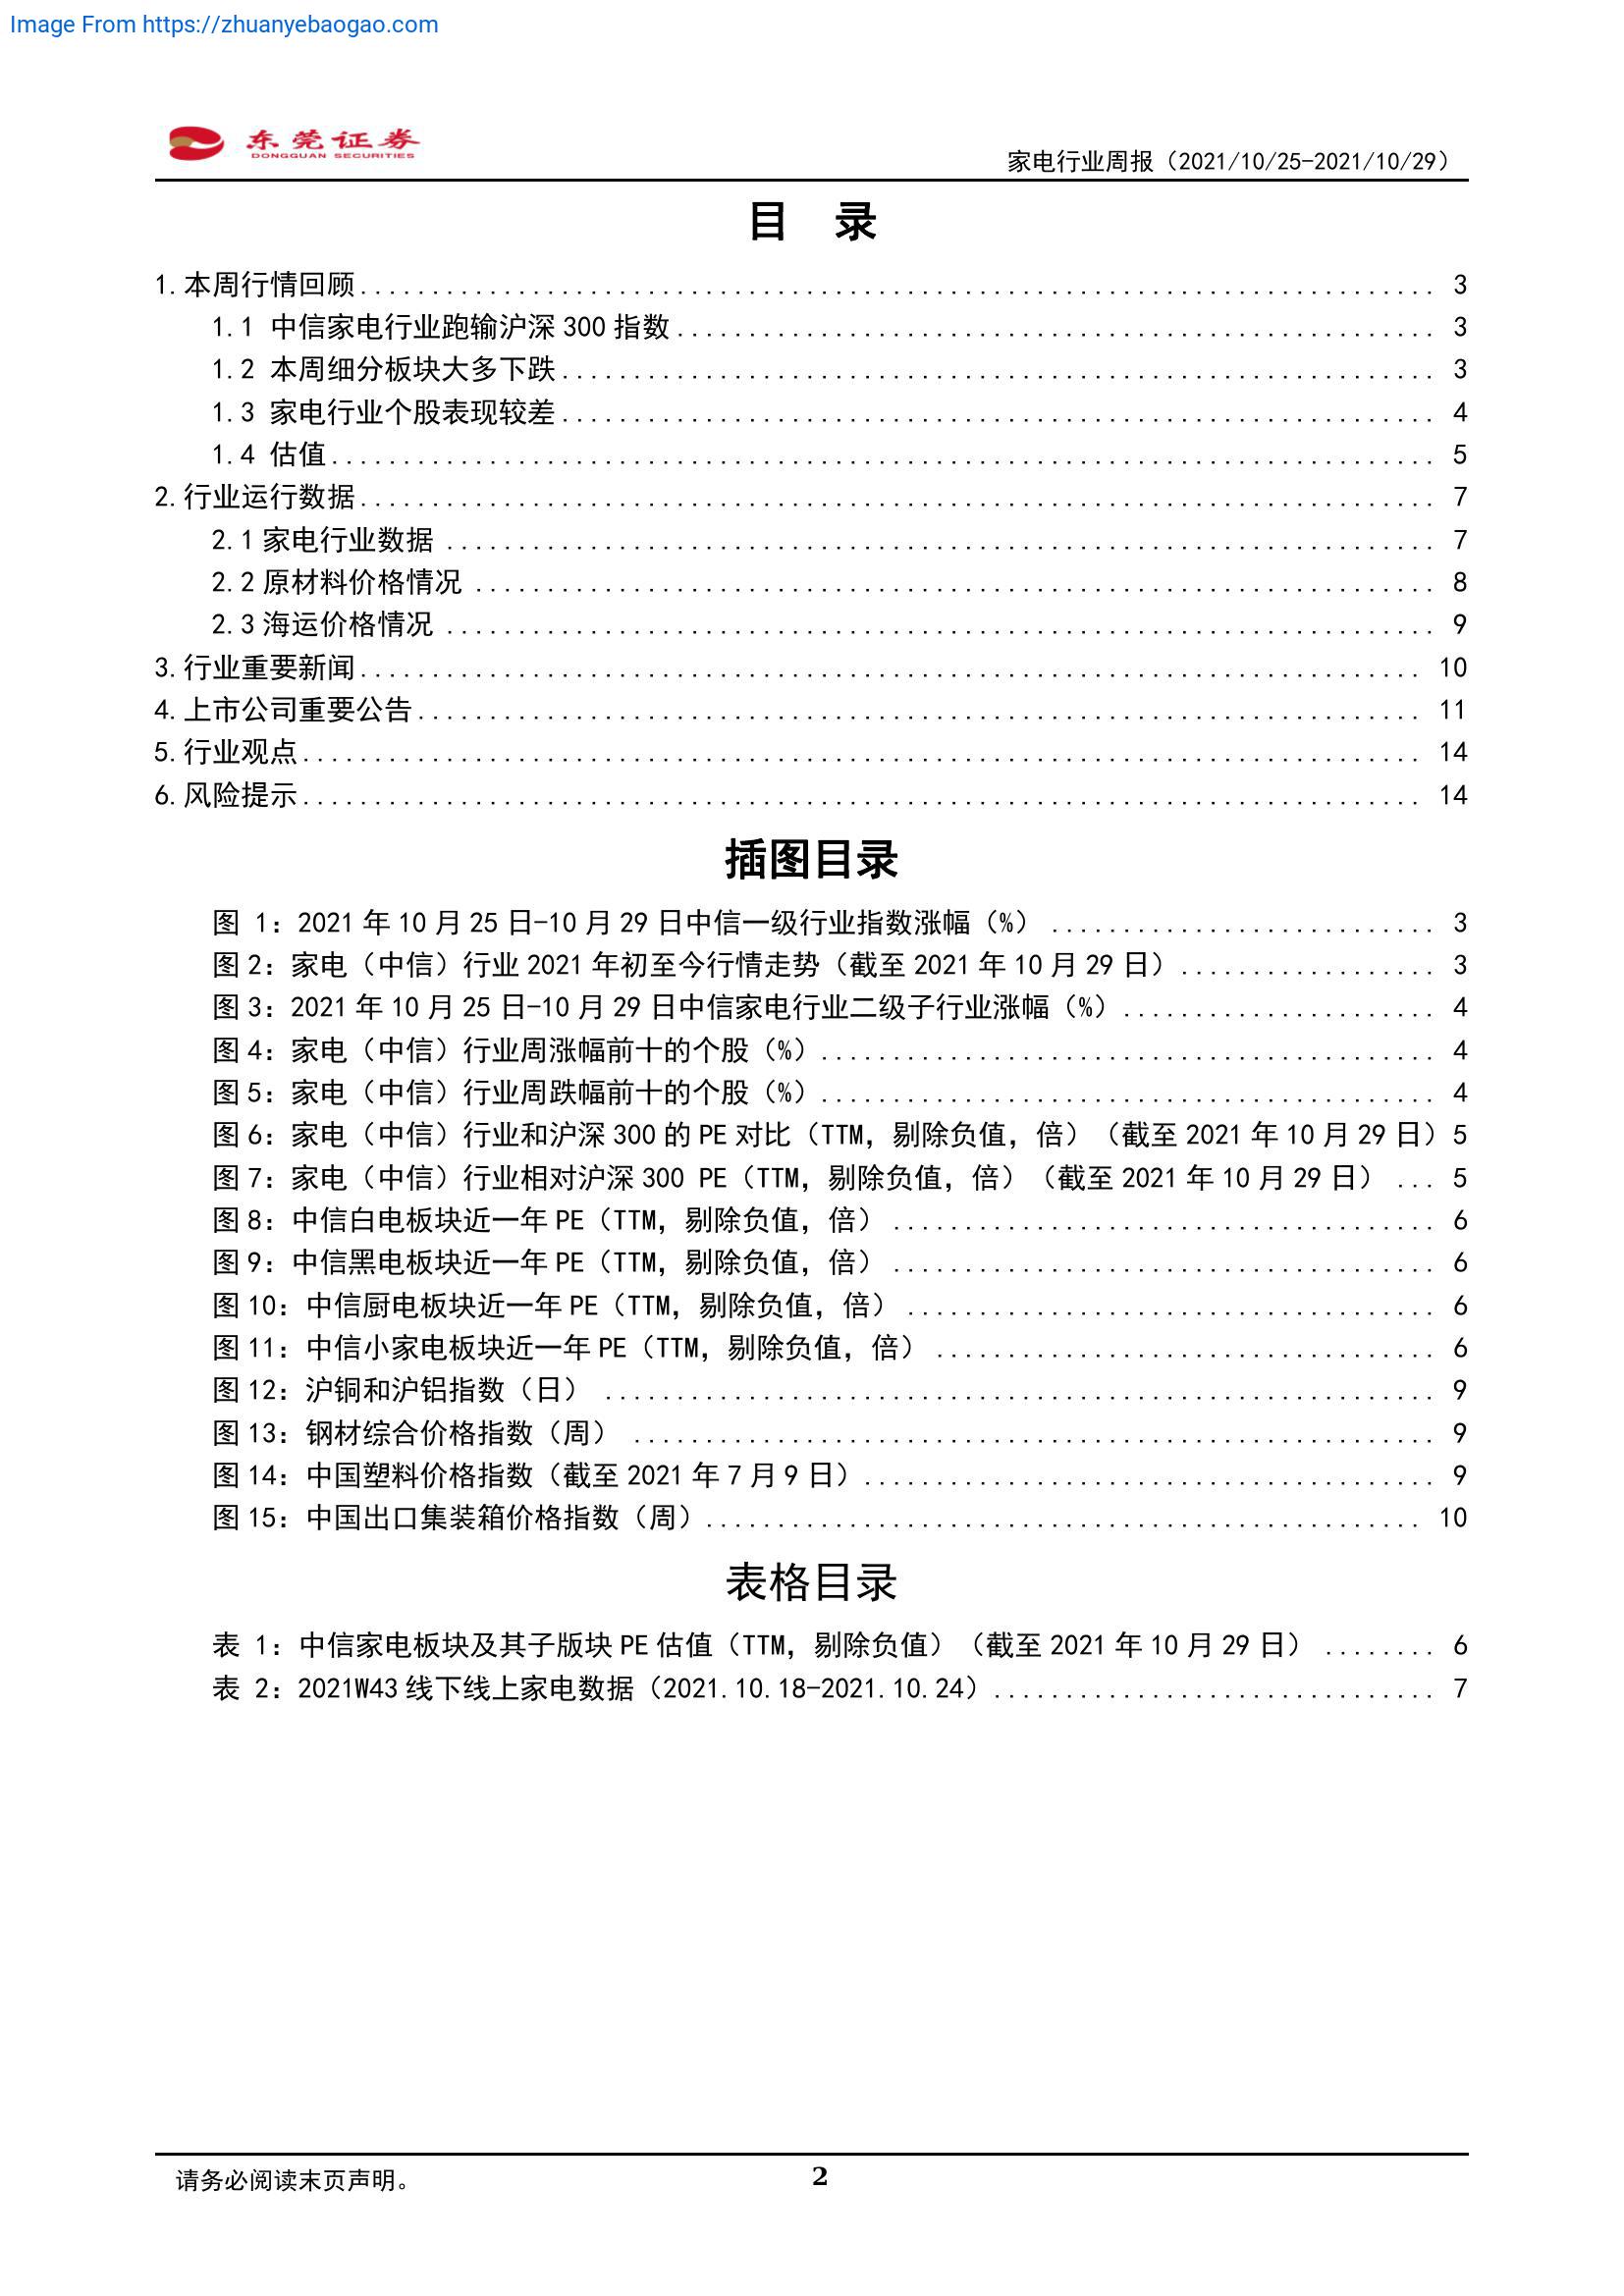 Image From https://zhuanyebaogao.com
东莞证券
DONGGUAN SECURITIES
家电行业周报（2021/10/25-2021/10/29）
目 录
1.本周行情回顾........................................ 3
1.1 中信家电行业跑输沪深 300 指数........................................ 3
1.2 本周细分板块大多下跌........................................ 3
1.3 家电行业个股表现较差........................................ 4
1.4 估值........................................ 5
2.行业运行数据........................................ 7
2.1 家电行业数据 ........................................ 7
2.2 原材料价格情况 ........................................ 8
2.3 海运价格情况 ........................................ 9
3.行业重要新闻........................................ 10
4.上市公司重要公告........................................ 11
5.行业观点........................................ 14
6.风险提示........................................ 14
插图目录
图 1：2021 年 10 月 25 日-10 月 29 日中信一级行业指数涨幅（%） ........................... 3
图 2：家电（中信）行业 2021 年初至今行情走势（截至 2021 年 10 月 29 日）.................. 3
图 3：2021 年 10 月 25 日-10 月 29 日中信家电行业二级子行业涨幅（%）...................... 4
图 4：家电（中信）行业周涨幅前十的个股（%）........................................ 4
图 5：家电（中信）行业周跌幅前十的个股（%）........................................ 4
图 6：家电（中信）行业和沪深 300 的 PE 对比（TTM，剔除负值，倍）（截至 2021 年 10 月 29 日）5
图 7：家电（中信）行业相对沪深 300 PE（TTM，剔除负值，倍）（截至 2021 年 10 月 29 日） ... 5
图 8：中信白电板块近一年 PE（TTM，剔除负值，倍） ...................................... 6
图 9：中信黑电板块近一年 PE（TTM，剔除负值，倍） ...................................... 6
图 10：中信厨电板块近一年 PE（TTM，剔除负值，倍） ..................................... 6
图 11：中信小家电板块近一年 PE（TTM，剔除负值，倍） ................................... 6
图 12：沪铜和沪铝指数（日） ........................................ 9
图 13：钢材综合价格指数（周） ........................................ 9
图 14：中国塑料价格指数（截至 2021 年 7 月 9 日）........................................ 9
图 15：中国出口集装箱价格指数（周）........................................ 10
表格目录
表 1：中信家电板块及其子版块 PE 估值（TTM，剔除负值）（截至 2021 年 10 月 29 日） ........ 6
表 2：2021W43 线下线上家电数据（2021.10.18-2021.10.24）............................... 7
请务必阅读末页声明。
2